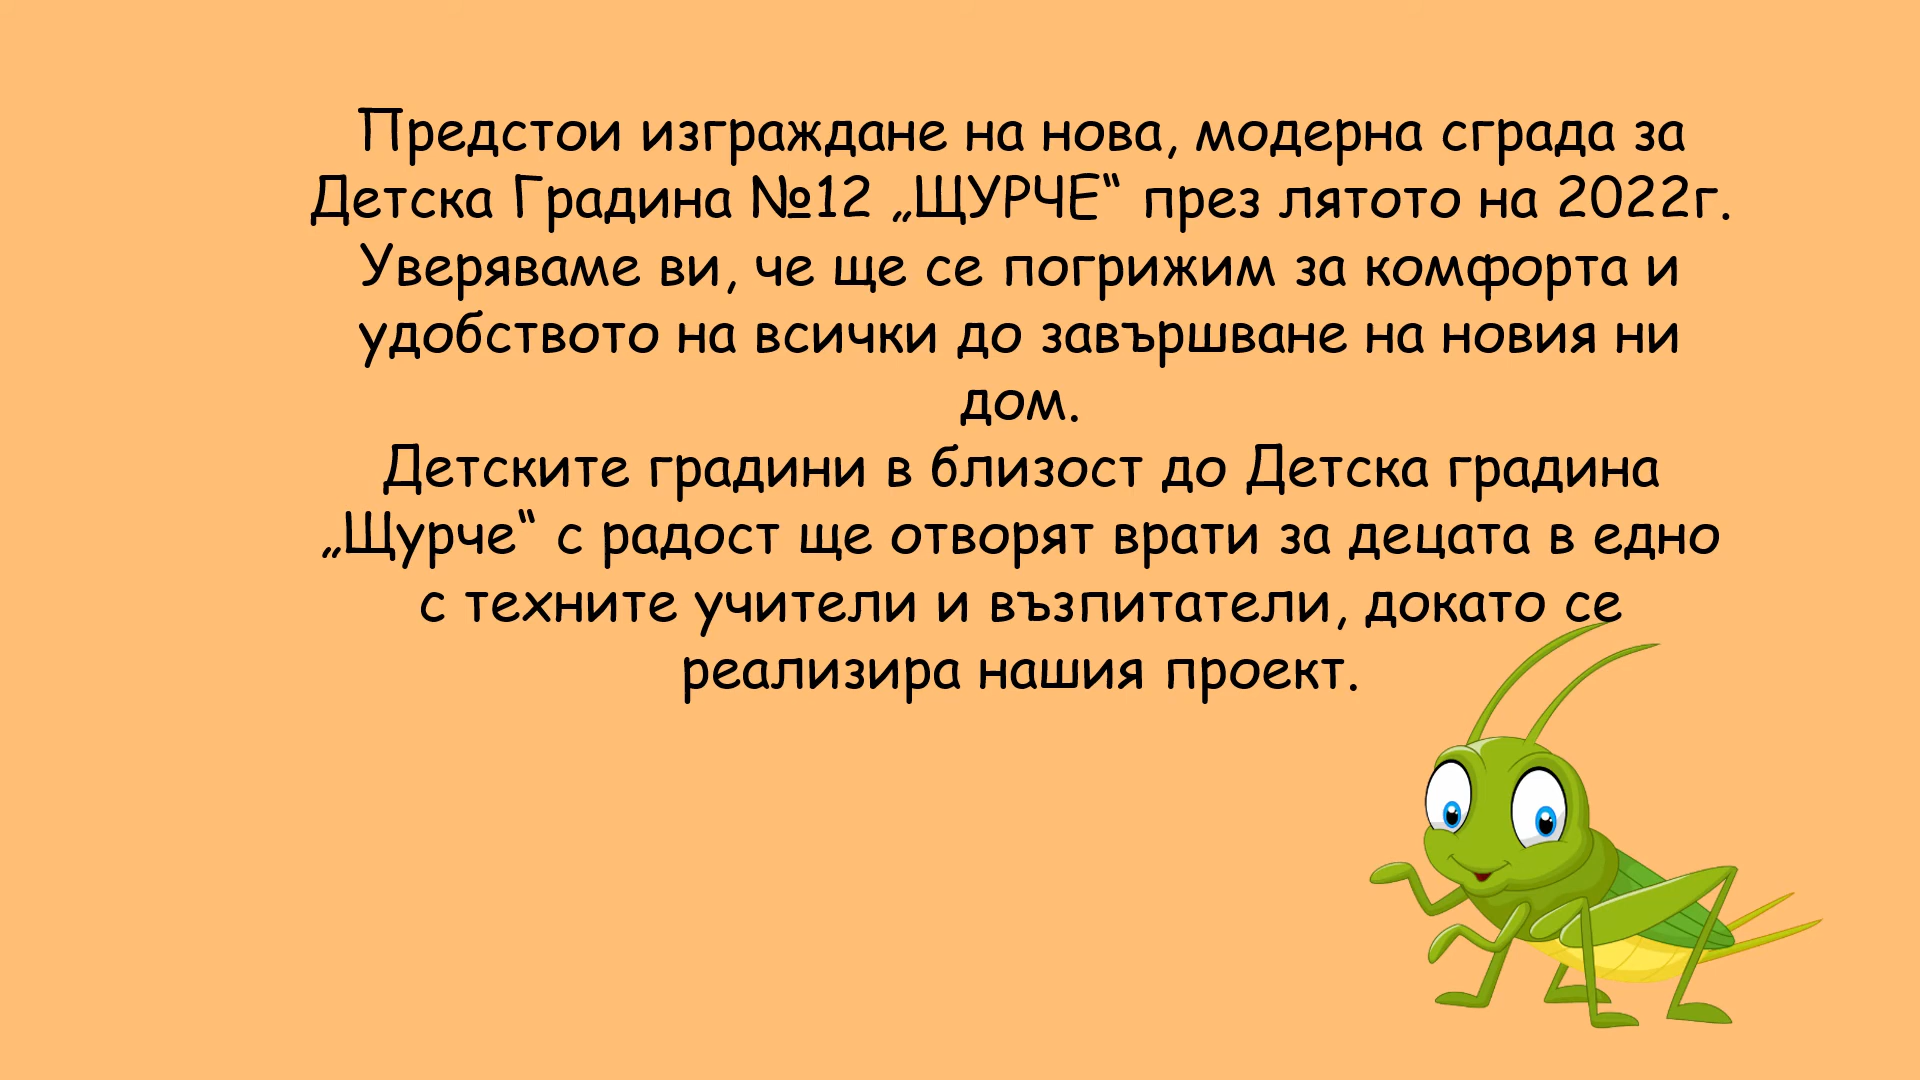 Предстои изграждане на нова, модерна сграда за
Детска Градина №12 „ЩУРЧЕ“ през лятото на 2022г.
Уверяваме ви, че ще се погрижим за комфорта и
удобството на всички до завършване на новия ни
дом.
Детските градини в близост до Детска градина
„Щурче“ с радост ще отворят врати за децата в едно
с техните учители и възпитатели, докато се
реализира нашия проект.